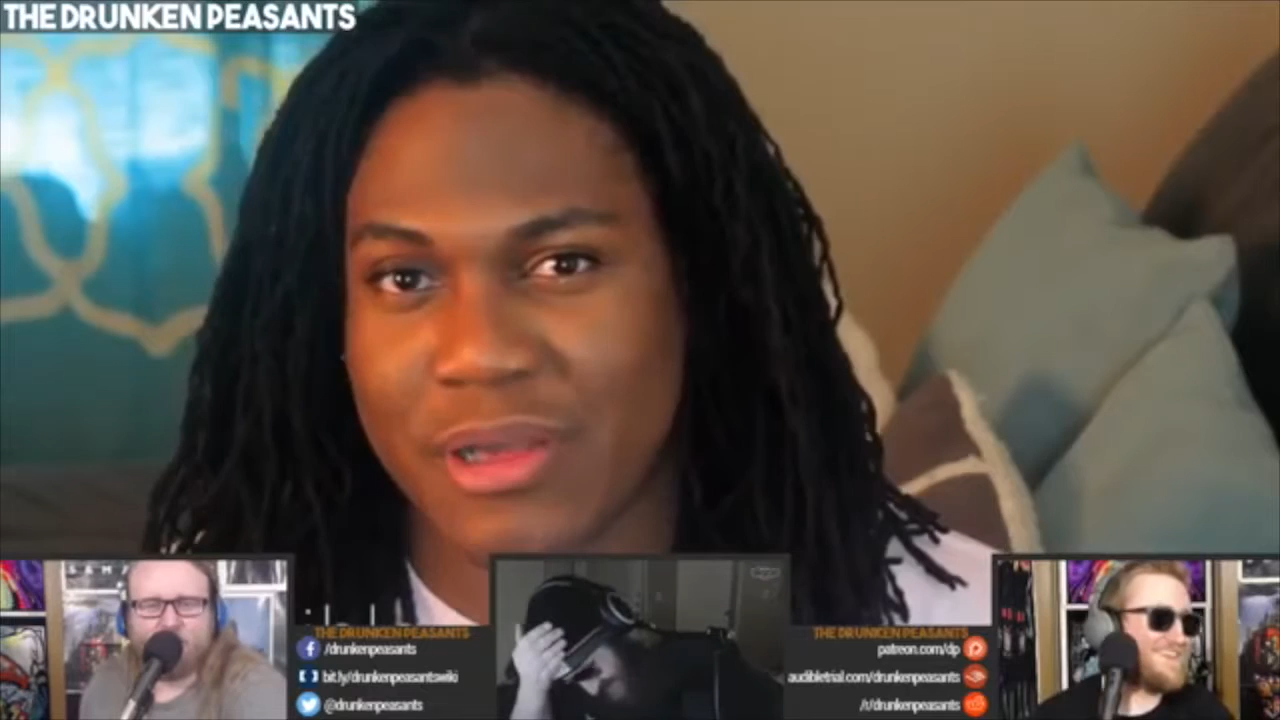 THE DRUNKEN PEASANTS
THE DRUNKEN PEASANTS
/drunkenpeasants
bit.ly/drunkenpeasantswiki
@drunkenpeasants
THE DRUNKEN PEASANTS
patreon.com/dp
audibletrial.com/drunkenpeasants
/r/drunkenpeasants